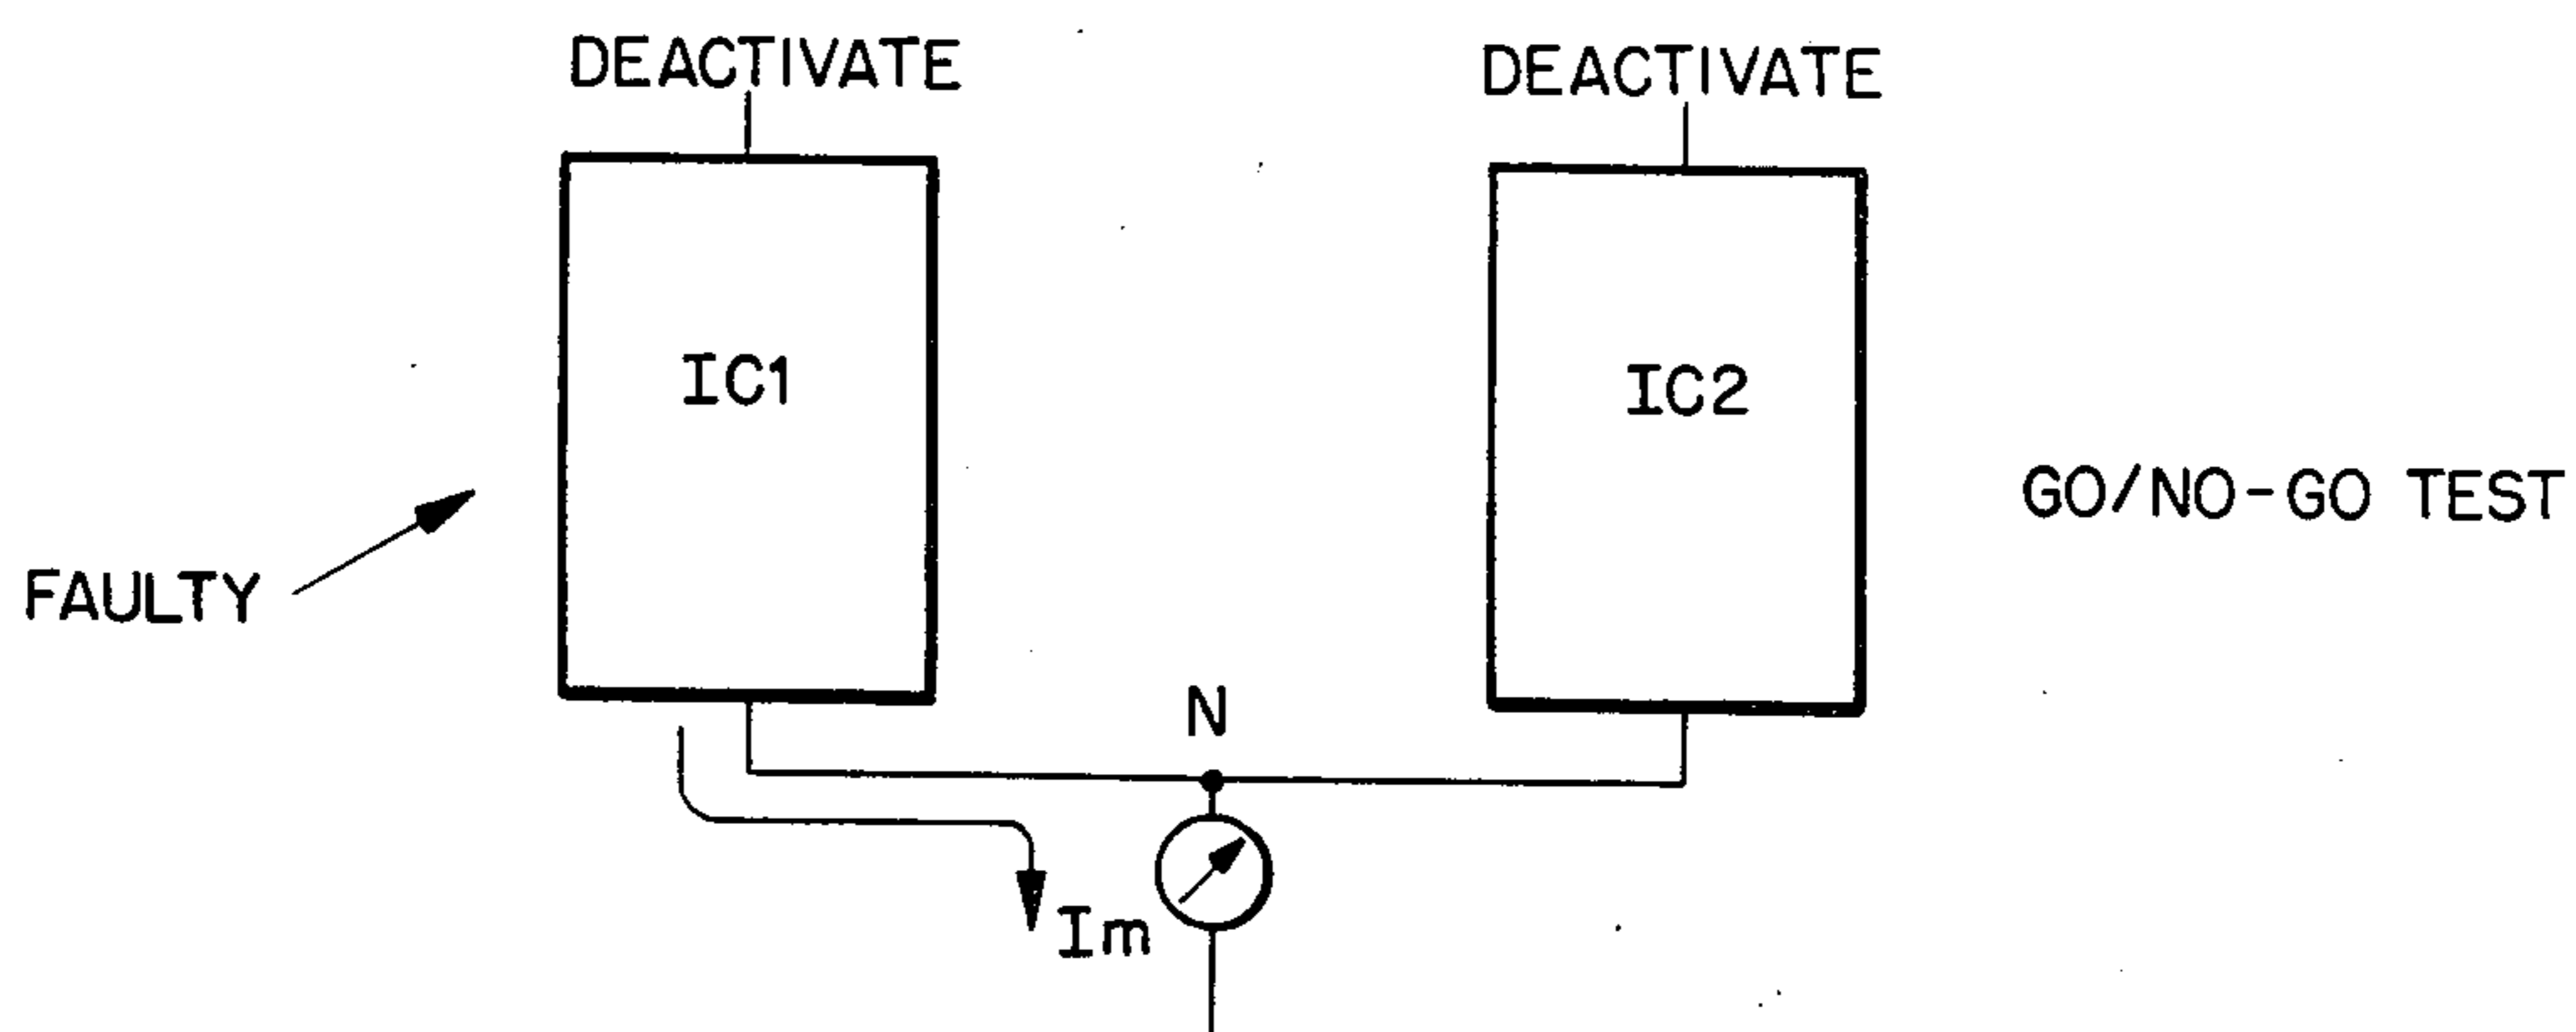 DEACTIVATE
DEACTIVATE
IC1
IC2
GO/NO-GO TEST
FAULTY
N
Im